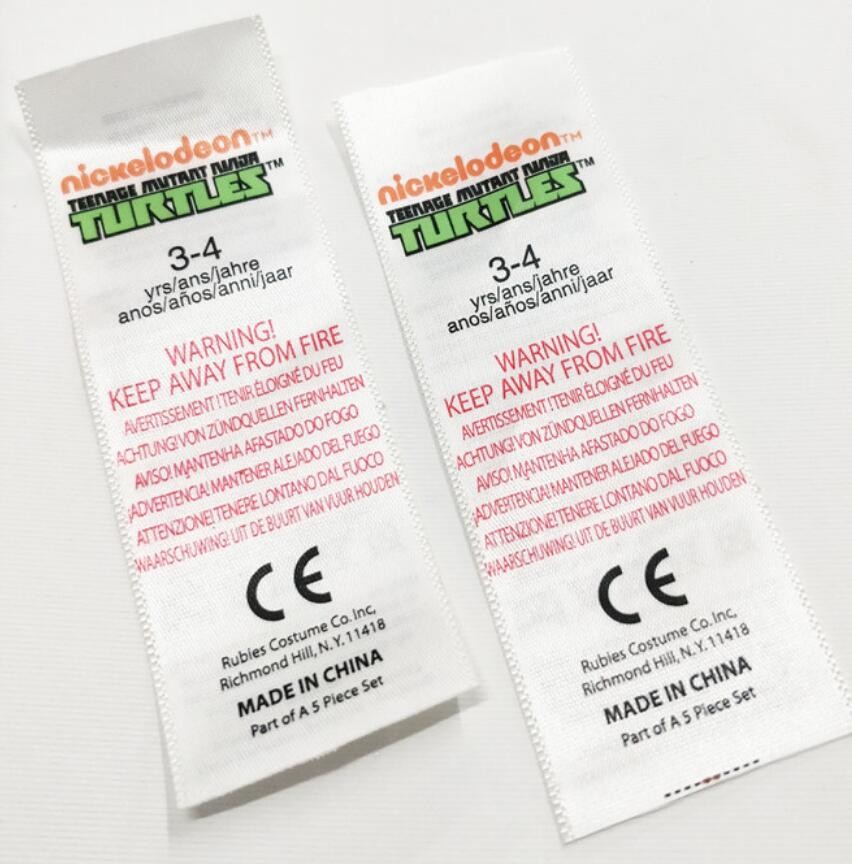 nickelodeon™
TEENAGE MUTANT NINJA
TURTLES™
3-4
yrs/ans/jahre
anos/años/anni/jaar
WARNING!
KEEP AWAY FROM FIRE
AVERTISSEMENT ! TENIR ÉLOIGNÉ DU FEU
ACHTUNG! VON ZÜNDQUELLEN FERNHALTEN
AVISO! MANTENHA AFASTADO DO FOGO
¡ADVERTENCIA! MANTENER ALEJADO DEL FUEGO
ATTENZIONE! TENERE LONTANO DAL FUOCO
WAARSCHUWING! UIT DE BUURT VAN VUUR HOUDEN
CE
Rubies Costume Co. Inc,
Richmond Hill, N.Y. 11418
MADE IN CHINA
Part of A 5 Piece Set
nickelodeon™
TEENAGE MUTANT NINJA
TURTLES™
3-4
yrs/ans/jahre
anos/años/anni/jaar
WARNING!
KEEP AWAY FROM FIRE
AVERTISSEMENT ! TENIR ÉLOIGNÉ DU FEU
ACHTUNG! VON ZÜNDQUELLEN FERNHALTEN
AVISO! MANTENHA AFASTADO DO FOGO
¡ADVERTENCIA! MANTENER ALEJADO DEL FUEGO
ATTENZIONE! TENERE LONTANO DAL FUOCO
WAARSCHUWING! UIT DE BUURT VAN VUUR HOUDEN
CE
Rubies Costume Co. Inc,
Richmond Hill, N.Y. 11418
MADE IN CHINA
Part of A 5 Piece Set